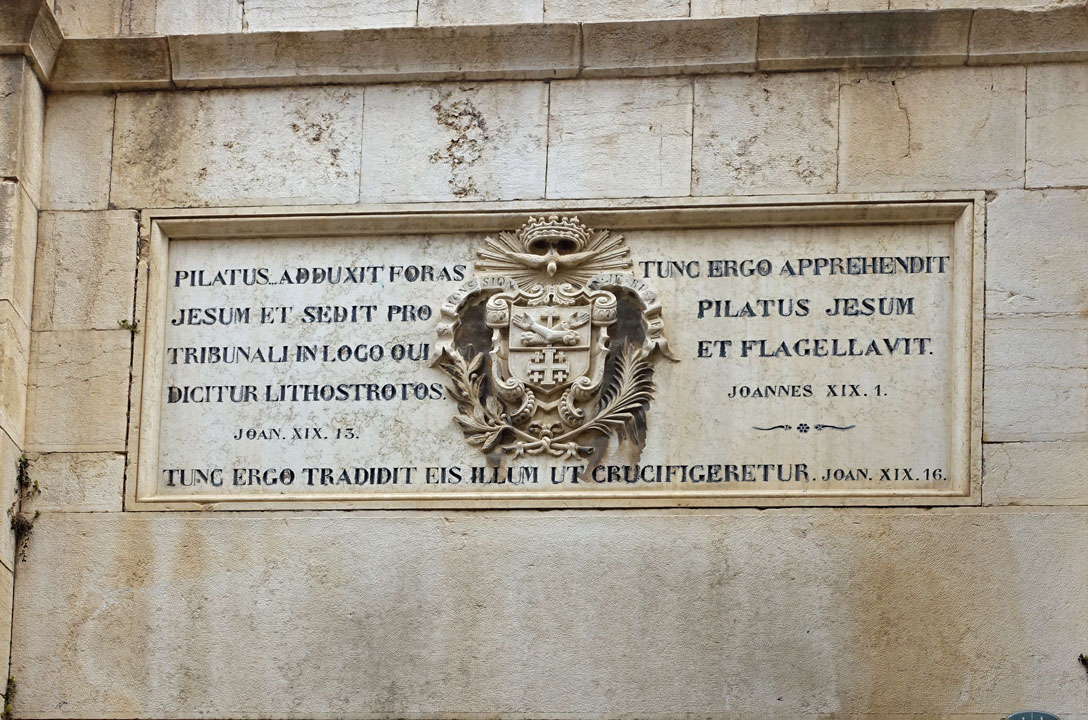 PILATUS...ADDUXIT FORAS
JESUM ET SEDIT PRO
TRIBUNALI·IN LOCO QUI
DICITUR LITHOSTROTOS.
JOAN. XIX. 13.
TUNC ERGO APPREHENDIT
PILATUS JESUM
ET FLAGELLAVIT.
JOANNES XIX. 1.
TUNC ERGO TRADIDIT EIS ILLUM UT CRUCIFIGERETUR. JOAN. XIX. 16.